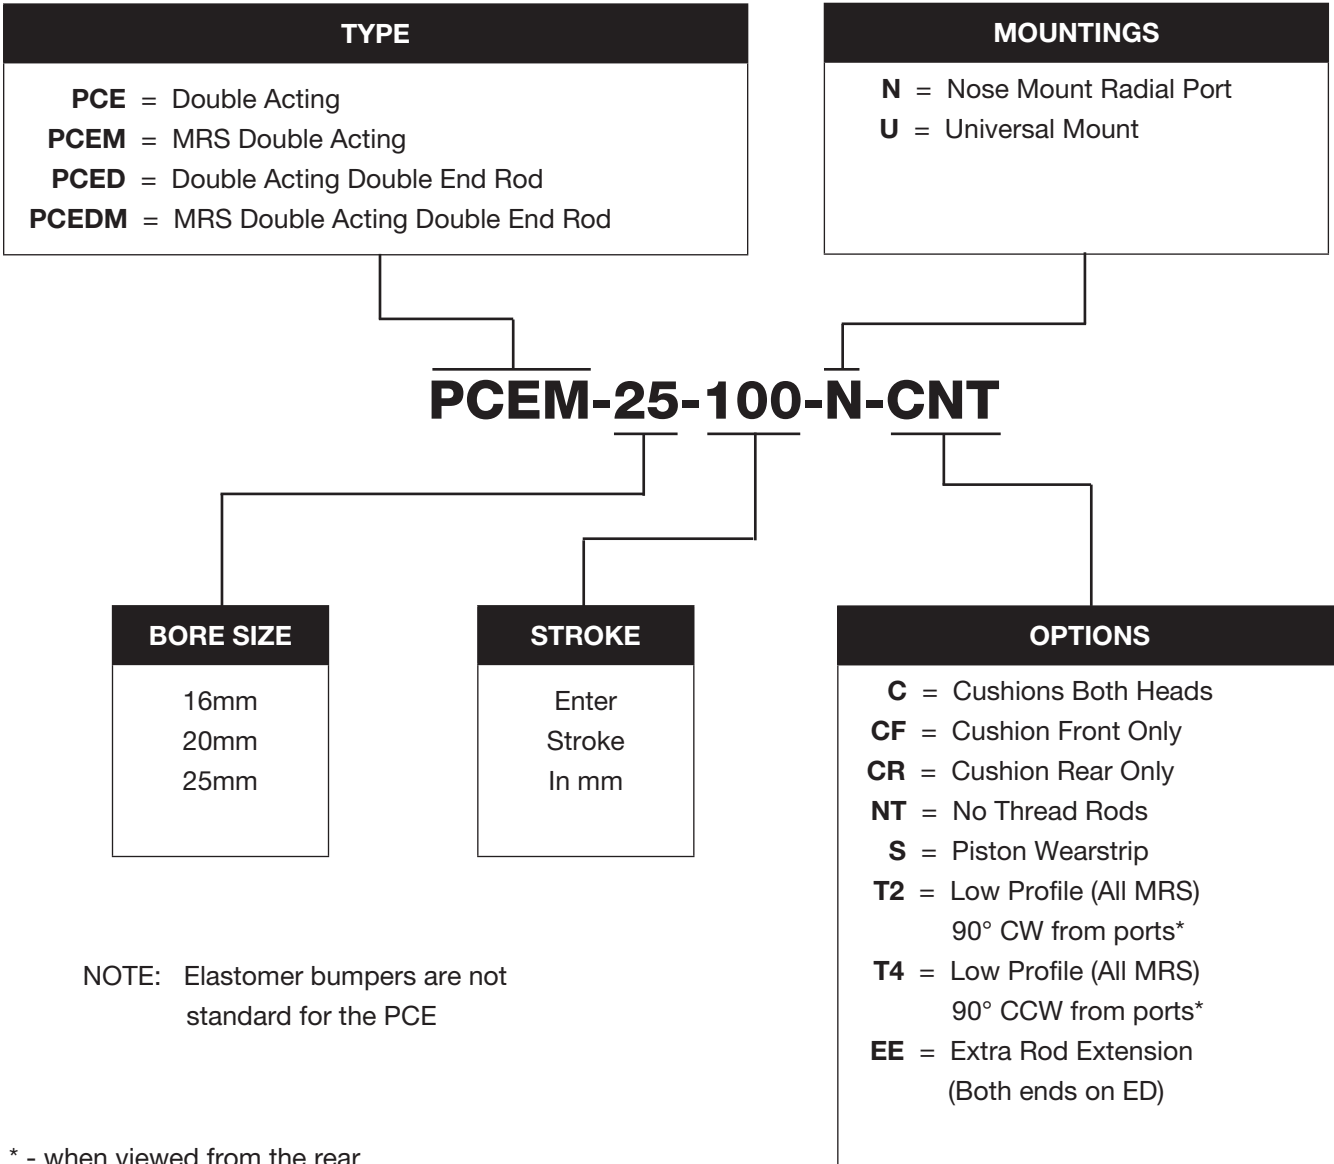 TYPE
PCE = Double Acting
PCEM = MRS Double Acting
PCED = Double Acting Double End Rod
PCEDM = MRS Double Acting Double End Rod
MOUNTINGS
N = Nose Mount Radial Port
U = Universal Mount
PCEM-25-100-N-CNT
BORE SIZE
16mm
20mm
25mm
STROKE
Enter
Stroke
In mm
OPTIONS
C = Cushions Both Heads
CF = Cushion Front Only
CR = Cushion Rear Only
NT = No Thread Rods
S = Piston Wearstrip
T2 = Low Profile (All MRS)
90° CW from ports*
T4 = Low Profile (All MRS)
90° CCW from ports*
EE = Extra Rod Extension
(Both ends on ED)
NOTE: Elastomer bumpers are not
standard for the PCE
* - when viewed from the rear